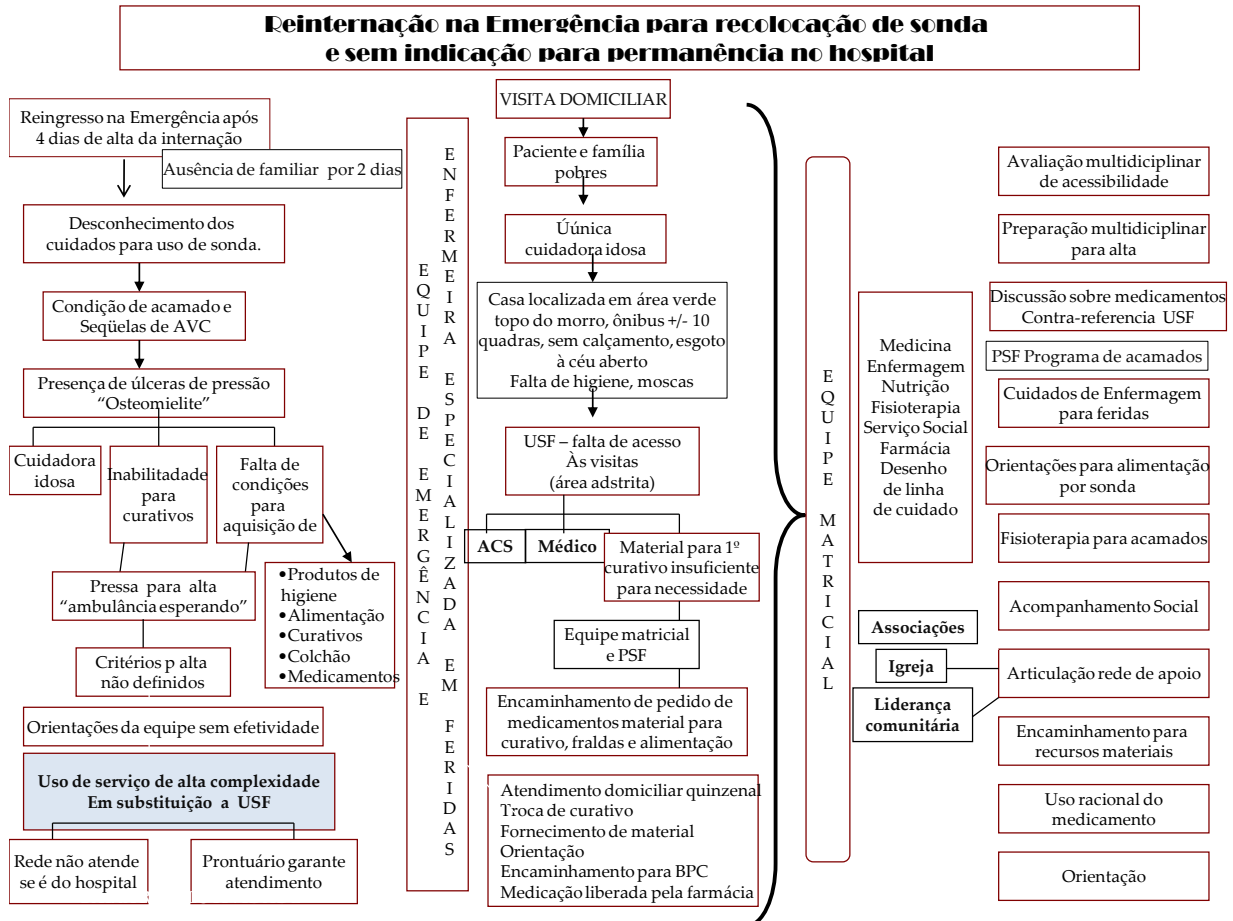 Reinternação na Emergência para recolocação de sonda
e sem indicação para permanência no hospital
Reingresso na Emergência após
4 dias de alta da internação
Ausência de familiar por 2 dias
Desconhecimento dos
cuidados para uso de sonda.
Condição de acamado e
Seqüelas de AVC
Presença de úlceras de pressão
“Osteomielite”
Cuidadora
idosa
Inabilitadade
para
curativos
Falta de
condições
para
aquisição de
•Produtos de
higiene
•Alimentação
•Curativos
•Colchão
•Medicamentos
Pressa para alta
“ambulância esperando”
Critérios p alta
não definidos
Orientações da equipe sem efetividade
Uso de serviço de alta complexidade
Em substituição a USF
Rede não atende
se é do hospital
Prontuário garante
atendimento
EQUIPE DE EMERGÊNCIA E
ENFERMEIRA ESPECIALIZADA EM FERIDAS
VISITA DOMICILIAR
Paciente e família
pobres
Úúnica
cuidadora idosa
Casa localizada em área verde
topo do morro, ônibus +/- 10
quadras, sem calçamento, esgoto
à céu aberto
Falta de higiene, moscas
USF – falta de acesso
Às visitas
(área adstrita)
ACS
Médico
Material para 1º
curativo insuficiente
para necessidade
Equipe matricial
e PSF
Encaminhamento de pedido de
medicamentos material para
curativo, fraldas e alimentação
Atendimento domiciliar quinzenal
Troca de curativo
Fornecimento de material
Orientação
Encaminhamento para BPC
Medicação liberada pela farmácia
EQUIPE MATRICIAL
Medicina
Enfermagem
Nutrição
Fisioterapia
Serviço Social
Farmácia
Desenho
de linha
de cuidado
Associações
Igreja
Liderança
comunitária
Avaliação multidiciplinar
de acessibilidade
Preparação multidiciplinar
para alta
Discussão sobre medicamentos
Contra-referencia USF
PSF Programa de acamados
Cuidados de Enfermagem
para feridas
Orientações para alimentação
por sonda
Fisioterapia para acamados
Acompanhamento Social
Articulação rede de apoio
Encaminhamento para
recursos materiais
Uso racional do
medicamento
Orientação